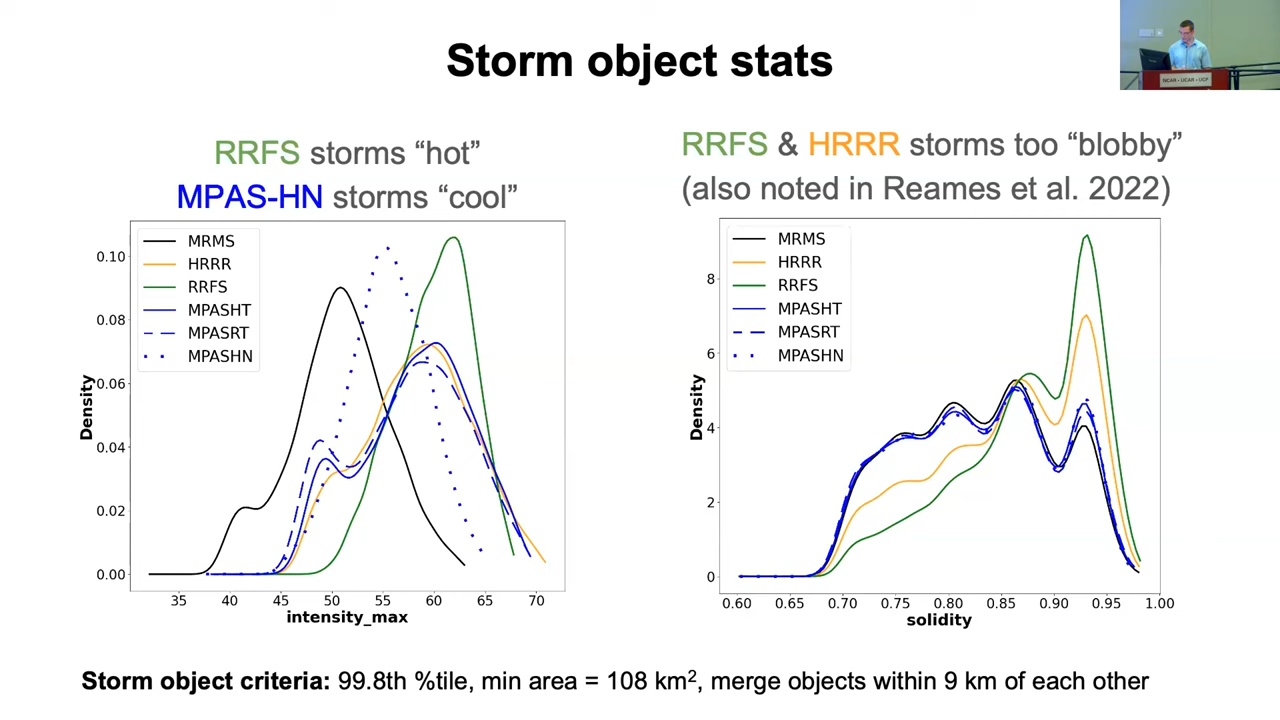 Storm object stats
NCAR • UCAR • UCP
RRFS storms “hot”
MPAS-HN storms “cool”
RRFS & HRRR storms too “blobby”
(also noted in Reames et al. 2022)
MRMS
HRRR
RRFS
MPASHT
MPASRT
MPASHN
Density
0.10
0.08
0.06
0.04
0.02
0.00
35 40 45 50 55 60 65 70
intensity_max
MRMS
HRRR
RRFS
MPASHT
MPASRT
MPASHN
Density
8
6
4
2
0
0.60 0.65 0.70 0.75 0.80 0.85 0.90 0.95 1.00
solidity
Storm object criteria: 99.8th %tile, min area = 108 km², merge objects within 9 km of each other